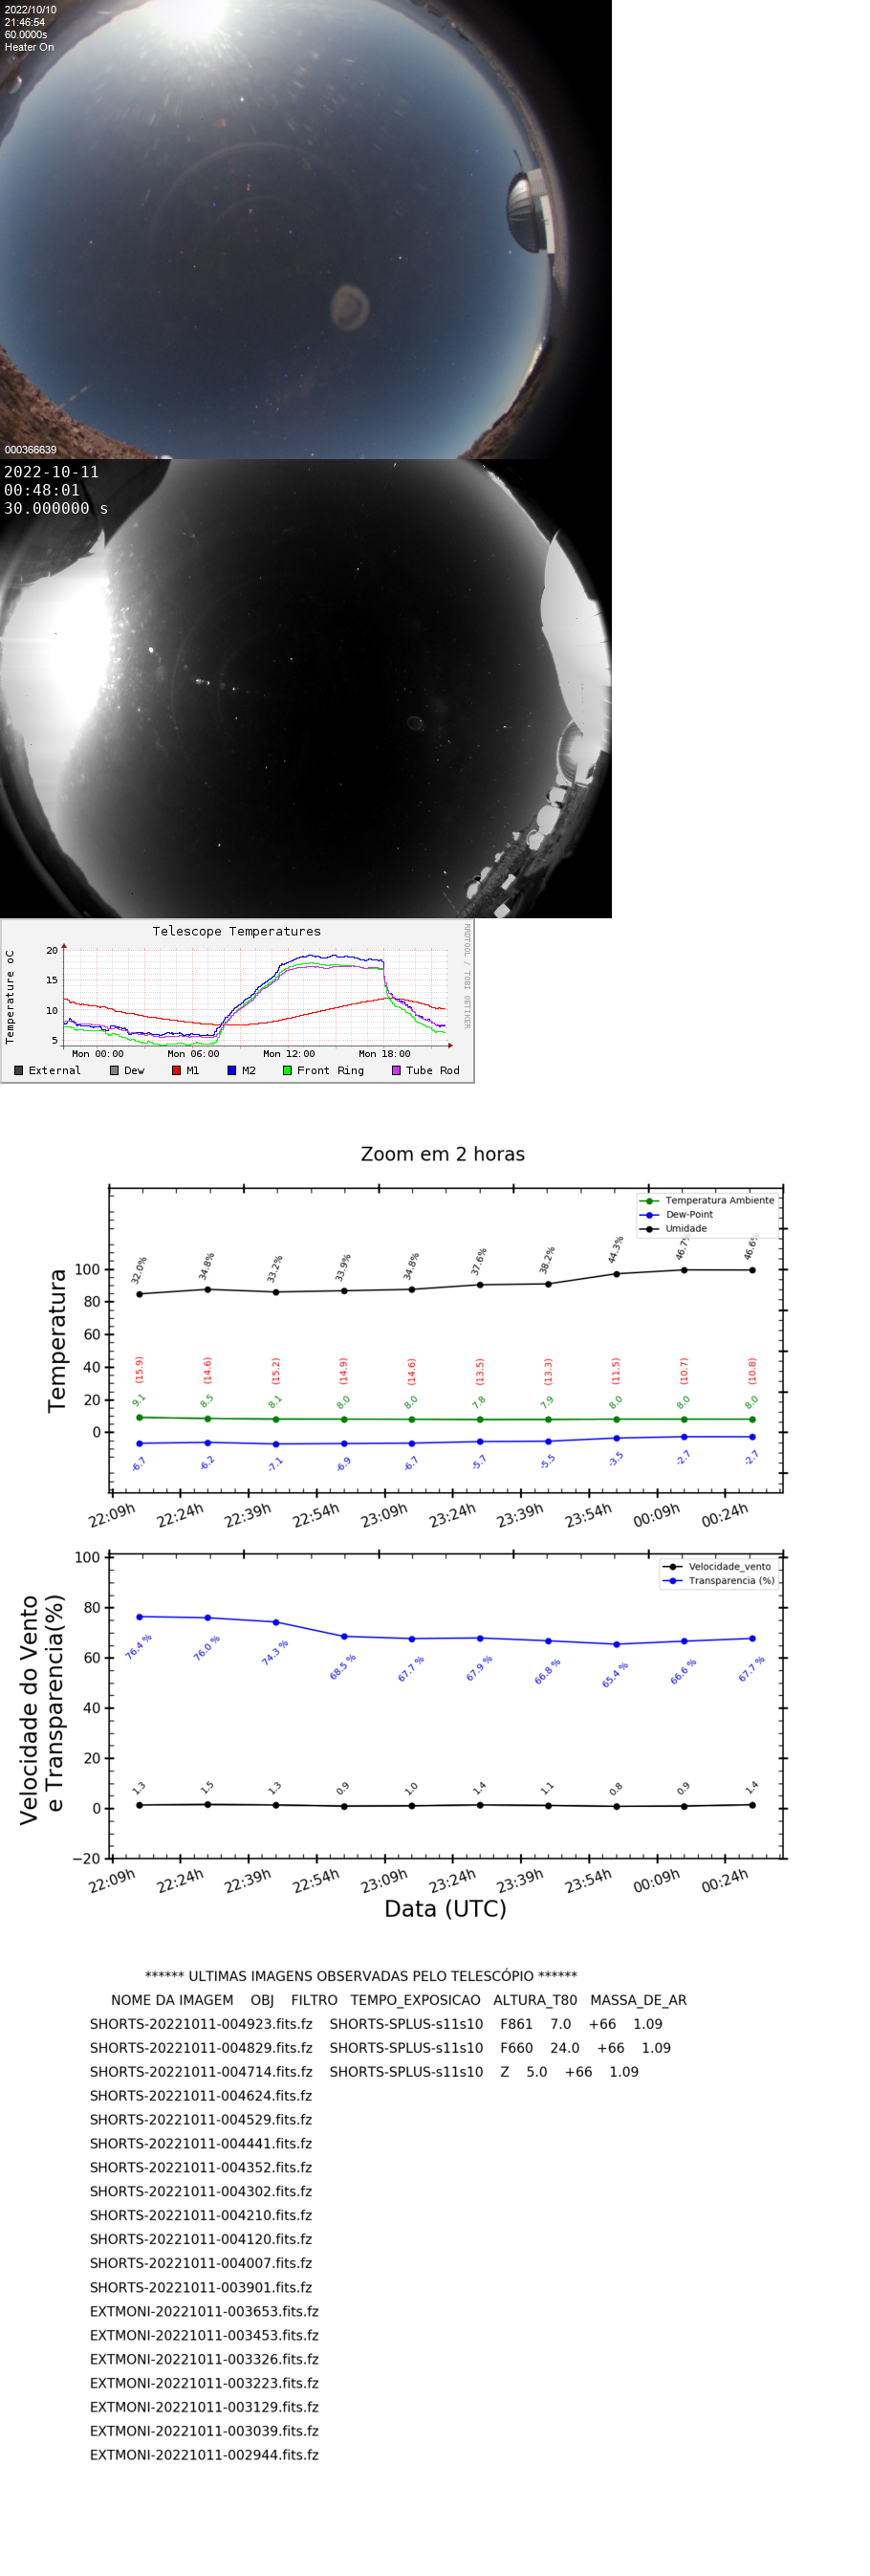 2022/10/10
21:46:54
60.0000s
Heater On
000366639
2022-10-11
00:48:01
30.000000 s
Telescope Temperatures
RRDTOOL / TOBI OETIKER
Temperature oC
20
15
10
5
Mon 00:00 Mon 06:00 Mon 12:00 Mon 18:00
External Dew M1 M2 Front Ring Tube Rod
Zoom em 2 horas
Temperatura Ambiente
Dew-Point
Umidade
Temperatura
100
80
60
40
20
0
32.0% 34.8% 33.2% 33.9% 34.8% 37.6% 38.2% 44.3% 46.7% 46.6%
(15.9) (14.6) (15.2) (14.9) (14.6) (13.5) (13.3) (11.5) (10.7) (10.8)
9.1 8.5 8.1 8.0 8.0 7.8 7.9 8.0 8.0 8.0
-6.7 -6.2 -7.1 -6.9 -6.7 -5.7 -5.5 -3.5 -2.7 -2.7
22:09h 22:24h 22:39h 22:54h 23:09h 23:24h 23:39h 23:54h 00:09h 00:24h
Velocidade_vento
Transparencia (%)
Velocidade do Vento
e Transparencia(%)
100
80
60
40
20
0
−20
76.4 % 76.0 % 74.3 % 68.5 % 67.7 % 67.9 % 66.8 % 65.4 % 66.6 % 67.7 %
1.3 1.5 1.3 0.9 1.0 1.4 1.1 0.8 0.9 1.4
22:09h 22:24h 22:39h 22:54h 23:09h 23:24h 23:39h 23:54h 00:09h 00:24h
Data (UTC)
****** ULTIMAS IMAGENS OBSERVADAS PELO TELESCÓPIO ******
NOME DA IMAGEM OBJ FILTRO TEMPO_EXPOSICAO ALTURA_T80 MASSA_DE_AR
SHORTS-20221011-004923.fits.fz SHORTS-SPLUS-s11s10 F861 7.0 +66 1.09
SHORTS-20221011-004829.fits.fz SHORTS-SPLUS-s11s10 F660 24.0 +66 1.09
SHORTS-20221011-004714.fits.fz SHORTS-SPLUS-s11s10 Z 5.0 +66 1.09
SHORTS-20221011-004624.fits.fz
SHORTS-20221011-004529.fits.fz
SHORTS-20221011-004441.fits.fz
SHORTS-20221011-004352.fits.fz
SHORTS-20221011-004302.fits.fz
SHORTS-20221011-004210.fits.fz
SHORTS-20221011-004120.fits.fz
SHORTS-20221011-004007.fits.fz
SHORTS-20221011-003901.fits.fz
EXTMONI-20221011-003653.fits.fz
EXTMONI-20221011-003453.fits.fz
EXTMONI-20221011-003326.fits.fz
EXTMONI-20221011-003223.fits.fz
EXTMONI-20221011-003129.fits.fz
EXTMONI-20221011-003039.fits.fz
EXTMONI-20221011-002944.fits.fz